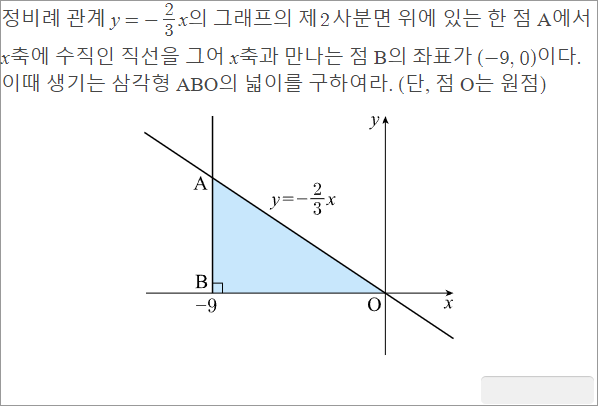 정비례 관계 y = − 2/3 x의 그래프의 제2사분면 위에 있는 한 점 A에서
x축에 수직인 직선을 그어 x축과 만나는 점 B의 좌표가 (−9, 0)이다.
이때 생기는 삼각형 ABO의 넓이를 구하여라. (단, 점 O는 원점)
y
A
y=−2/3 x
B
−9
O
x